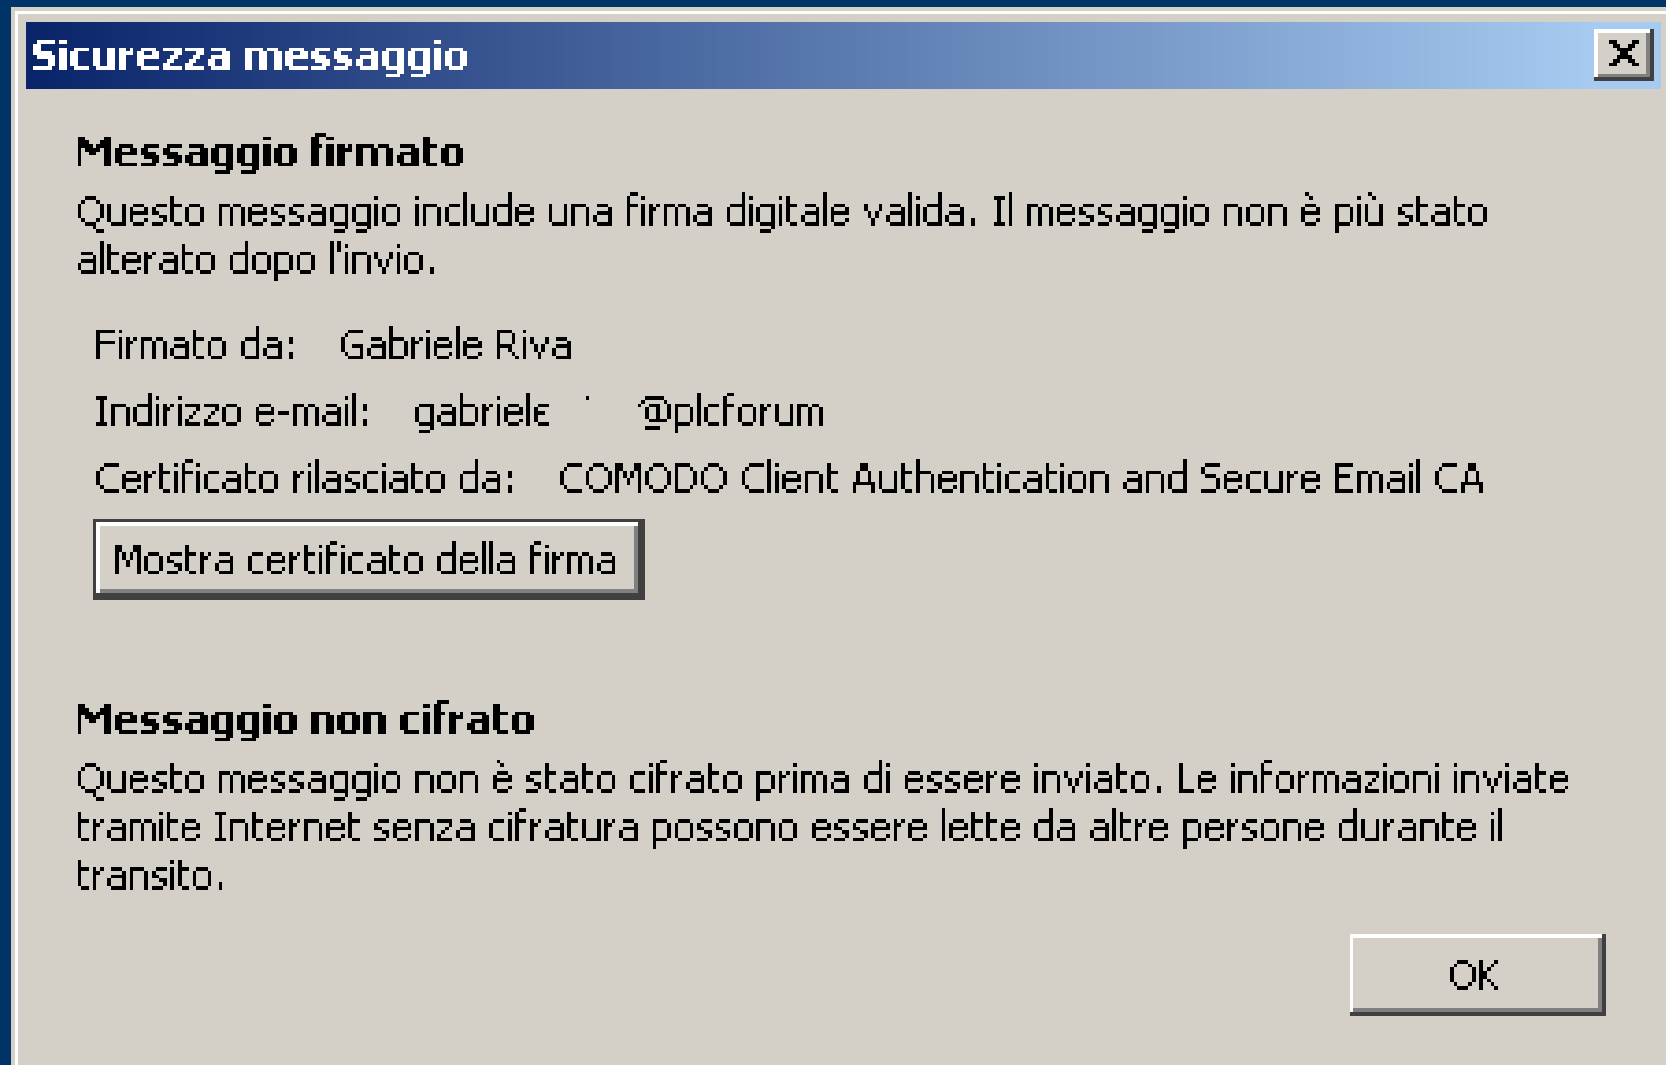 Sicurezza messaggio
Messaggio firmato
Questo messaggio include una firma digitale valida. Il messaggio non è più stato
alterato dopo l'invio.
Firmato da: Gabriele Riva
Indirizzo e-mail: gabriele @plcforum
Certificato rilasciato da: COMODO Client Authentication and Secure Email CA
Mostra certificato della firma
Messaggio non cifrato
Questo messaggio non è stato cifrato prima di essere inviato. Le informazioni inviate
tramite Internet senza cifratura possono essere lette da altre persone durante il
transito.
OK